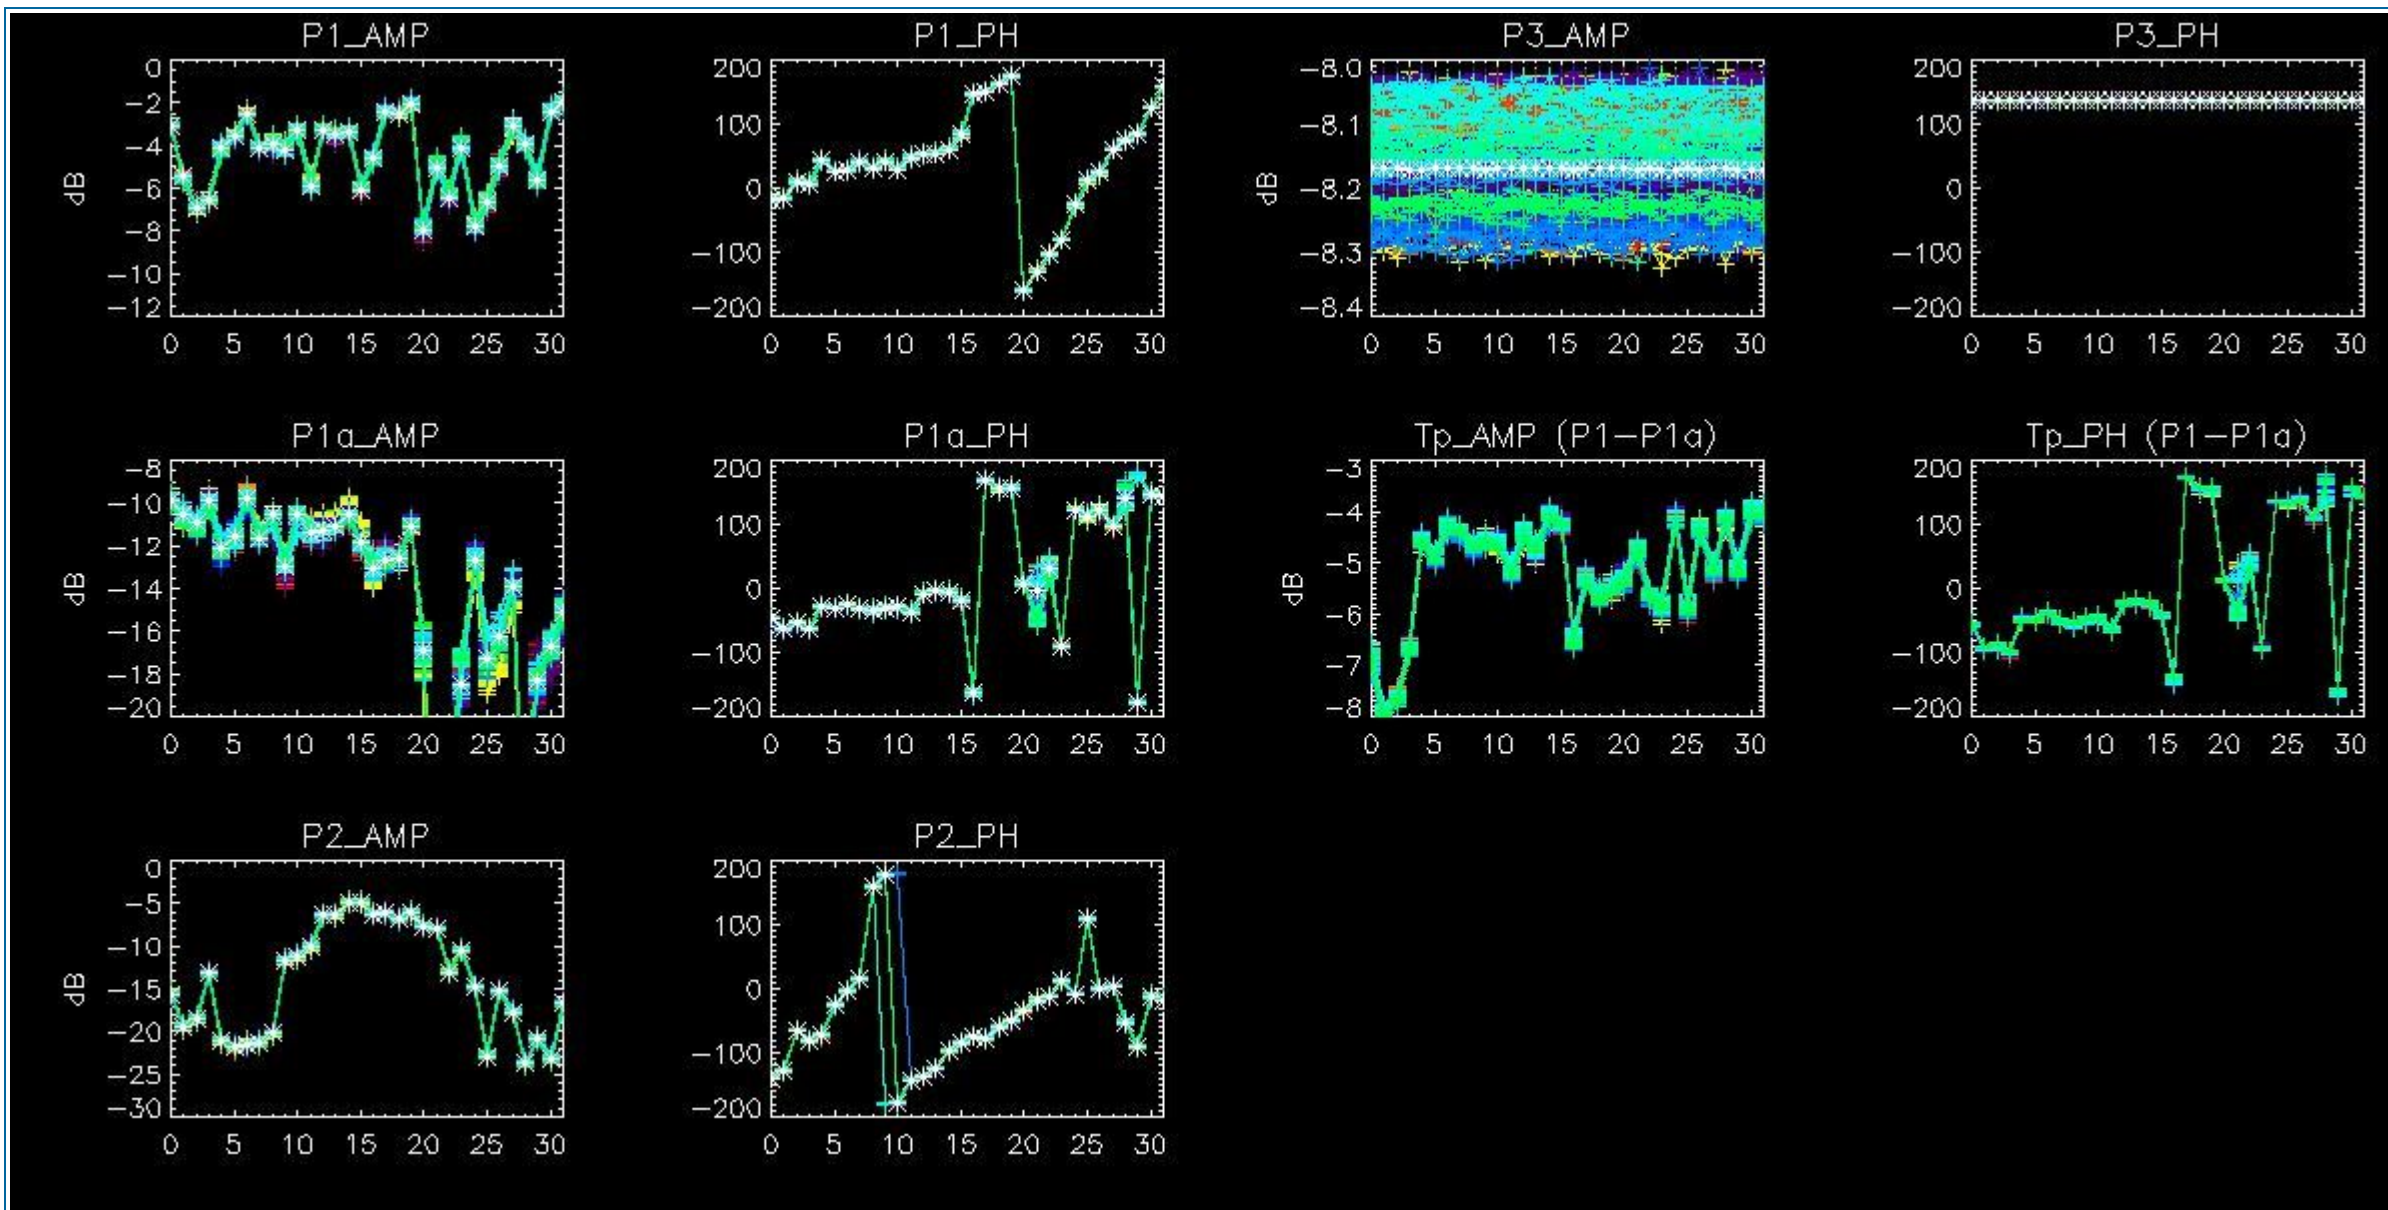 P1_AMP
0
−2
−4
−6
−8
−10
−12
dB
0 5 10 15 20 25 30
P1_PH
200
100
0
−100
−200
0 5 10 15 20 25 30
P3_AMP
−8.0
−8.1
−8.2
−8.3
−8.4
dB
0 5 10 15 20 25 30
P3_PH
200
100
0
−100
−200
0 5 10 15 20 25 30
P1a_AMP
−8
−10
−12
−14
−16
−18
−20
dB
0 5 10 15 20 25 30
P1a_PH
200
100
0
−100
−200
0 5 10 15 20 25 30
Tp_AMP (P1−P1a)
−3
−4
−5
−6
−7
−8
dB
0 5 10 15 20 25 30
Tp_PH (P1−P1a)
200
100
0
−100
−200
0 5 10 15 20 25 30
P2_AMP
0
−5
−10
−15
−20
−25
−30
dB
0 5 10 15 20 25 30
P2_PH
200
100
0
−100
−200
0 5 10 15 20 25 30